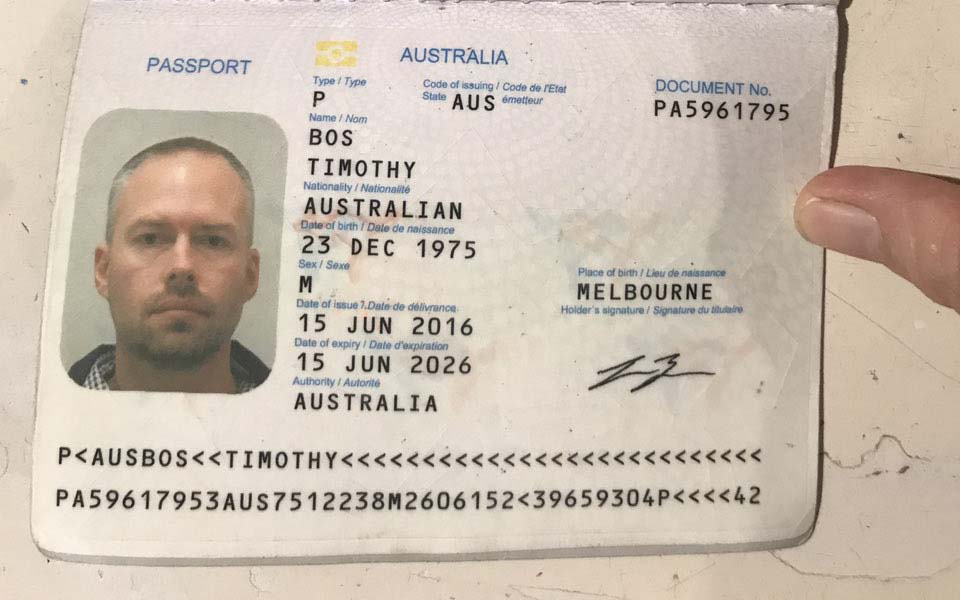 PASSPORT
AUSTRALIA
Type / Type
P
Code of issuing / Code de l'Etat
State AUS émetteur
DOCUMENT No.
PA5961795
Name / Nom
BOS
TIMOTHY
Nationality / Nationalité
AUSTRALIAN
Date of birth / Date de naissance
23 DEC 1975
Sex / Sexe
M
Place of birth / Lieu de naissance
MELBOURNE
Date of issue / Date de délivrance
15 JUN 2016
Holder's signature / Signature du titulaire
Date of expiry / Date d'expiration
15 JUN 2026
Authority / Autorité
AUSTRALIA
P<AUSBOS<<TIMOTHY<<<<<<<<<<<<<<<<<<<<<<<<<<<
PA59617953AUS7512238M2606152<39659304P<<<<42